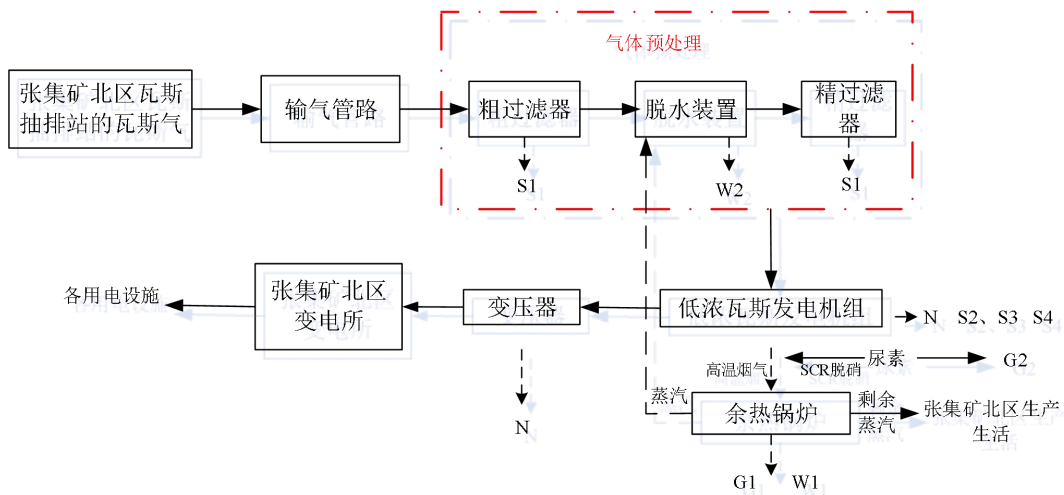 气体预处理
张集矿北区瓦斯
抽排站的瓦斯气
输气管路
粗过滤器
脱水装置
精过滤
器
S1
W2
S1
各用电设施
张集矿北区
变电所
变压器
低浓瓦斯发电机组
N S2、S3 S4
高温烟气
SCR脱硝
尿素
G2
蒸汽
余热锅炉
剩余
蒸汽
张集矿北区生产
生活
N
G1 W1